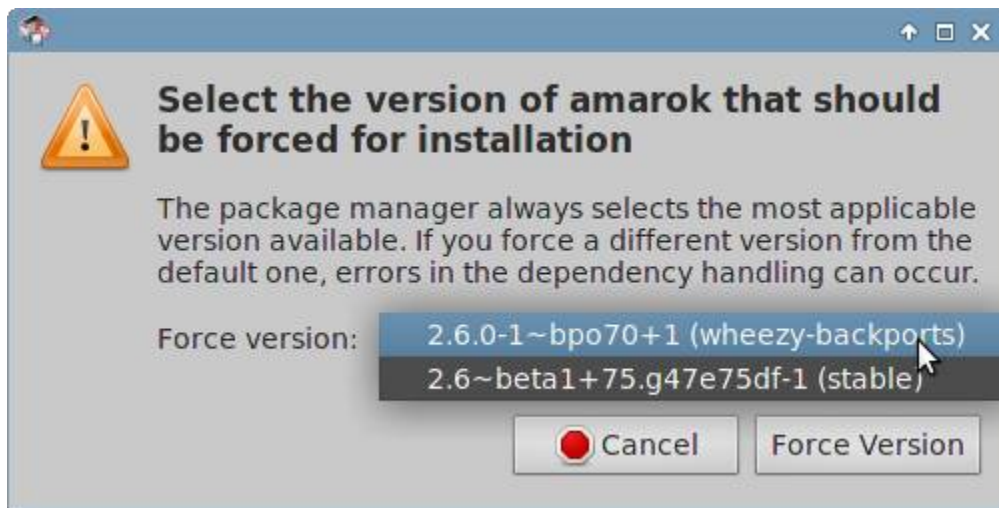 Select the version of amarok that should
be forced for installation
The package manager always selects the most applicable
version available. If you force a different version from the
default one, errors in the dependency handling can occur.
Force version: 2.6.0-1~bpo70+1 (wheezy-backports)
2.6~beta1+75.g47e75df-1 (stable)
Cancel Force Version